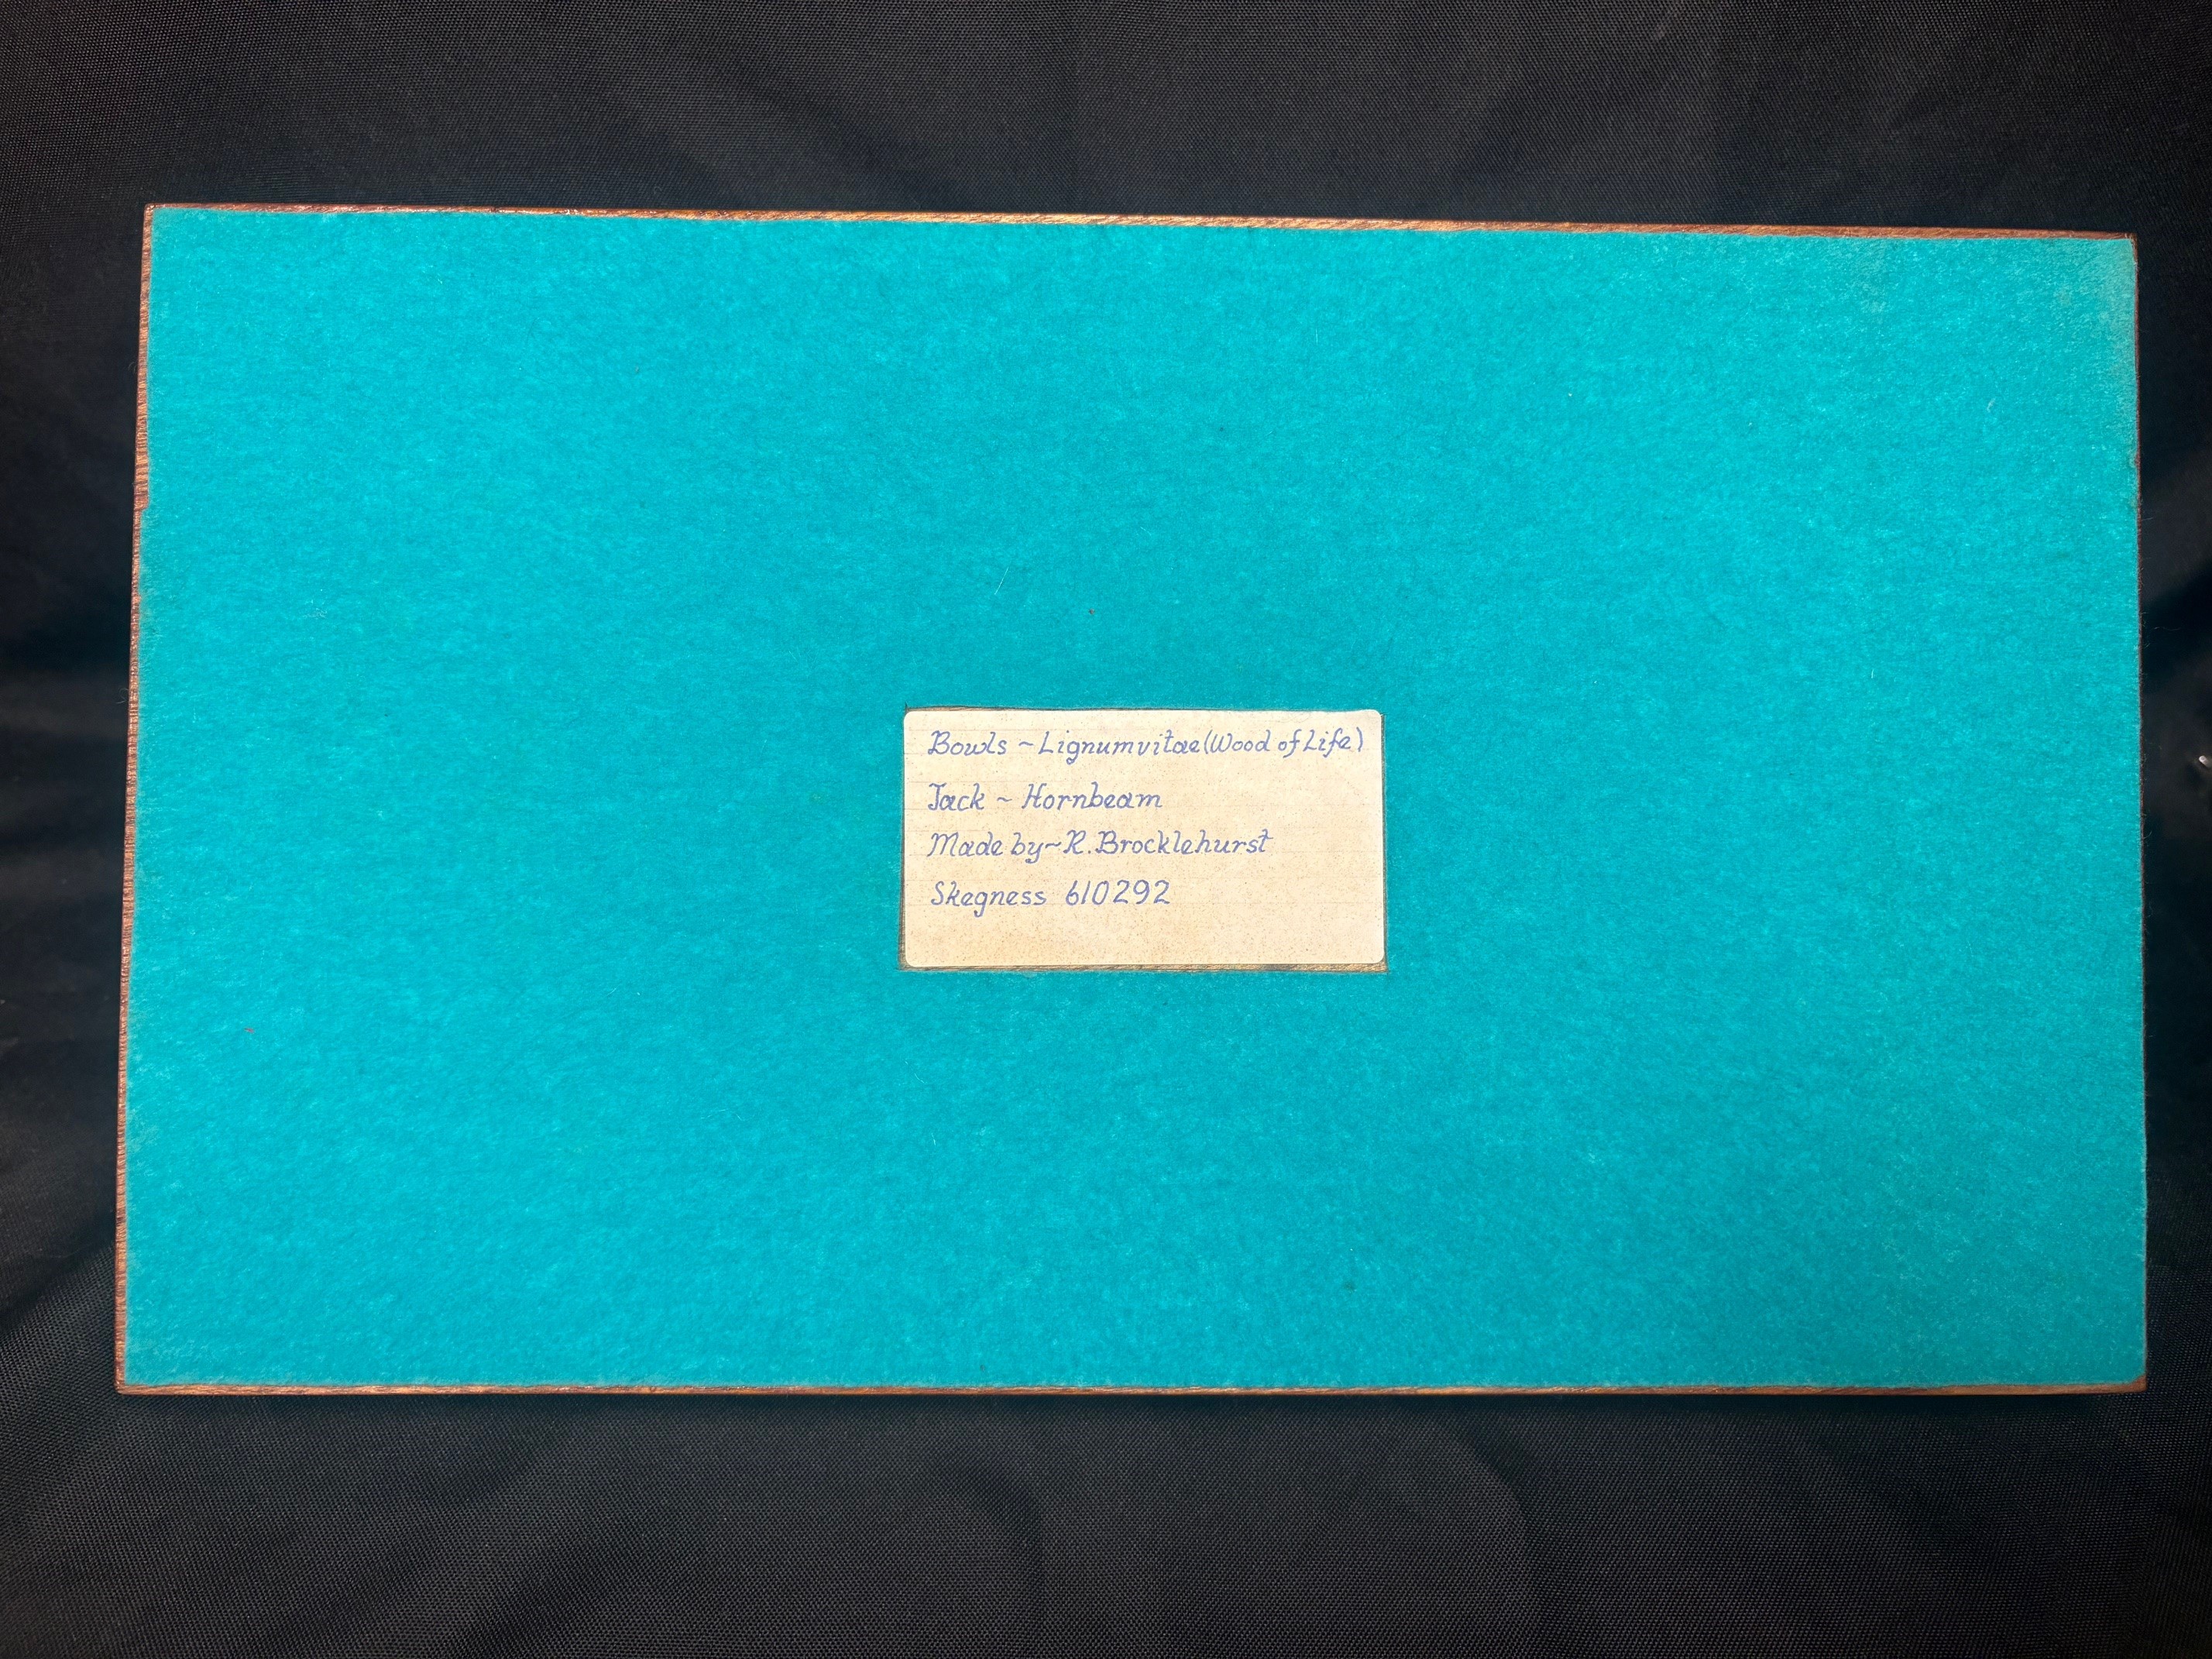 Bowls ~ Lignumvitae (Wood of Life)
Jack ~ Hornbeam
Made by ~ R. Brocklehurst
Skegness 610292